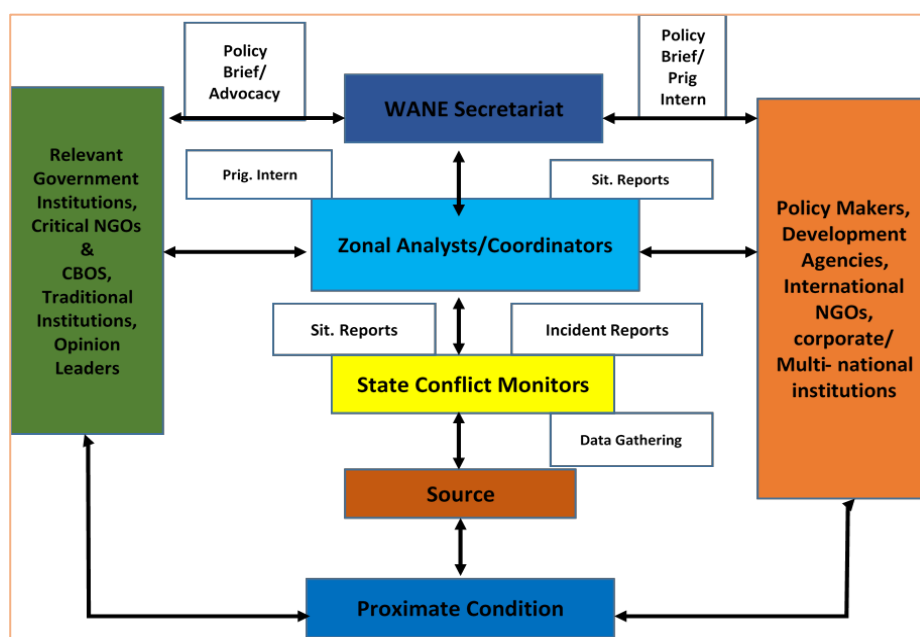 Policy
Brief/
Advocacy
Policy
Brief/
Prig
Intern
WANE Secretariat
Relevant
Government
Institutions,
Critical NGOs
&
CBOS,
Traditional
Institutions,
Opinion
Leaders
Prig. Intern
Sit. Reports
Zonal Analysts/Coordinators
Policy Makers,
Development
Agencies,
International
NGOs,
corporate/
Multi- national
institutions
Sit. Reports
Incident Reports
State Conflict Monitors
Data Gathering
Source
Proximate Condition